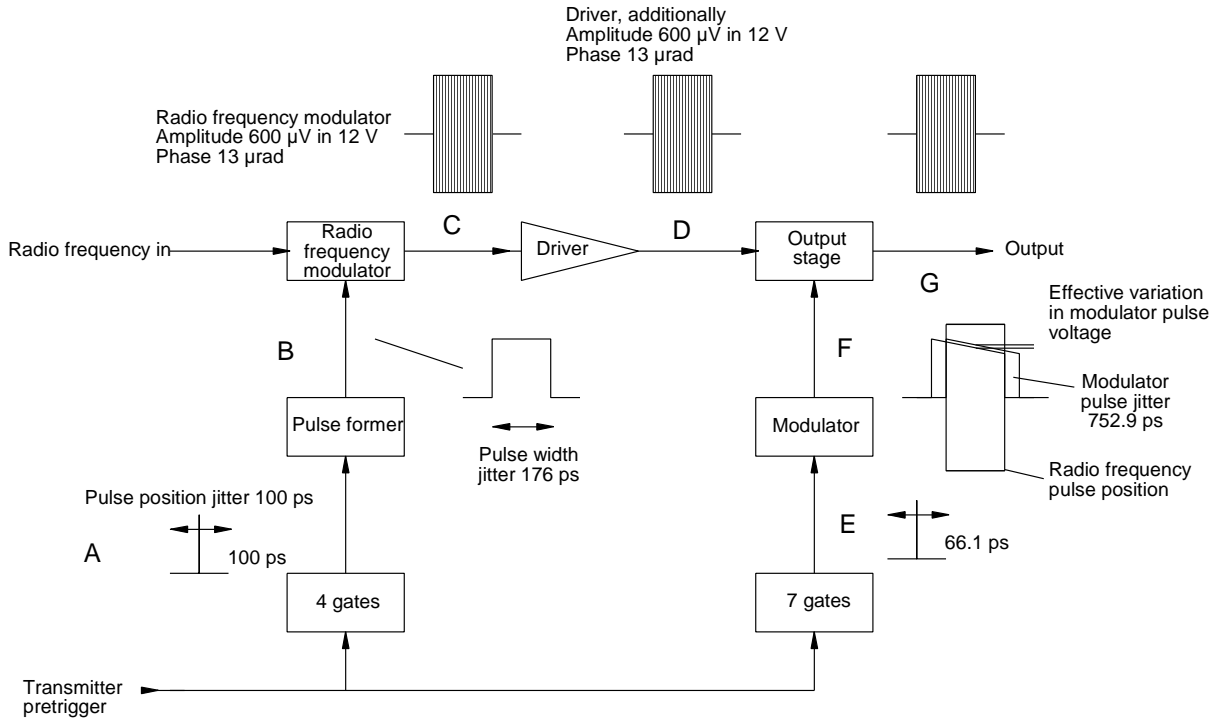 Driver, additionally
Amplitude 600 µV in 12 V
Phase 13 µrad
Radio frequency modulator
Amplitude 600 µV in 12 V
Phase 13 µrad
C
D
Radio frequency in
Radio
frequency
modulator
Driver
Output
stage
Output
G
Effective variation
in modulator pulse
voltage
B
F
Modulator
pulse jitter
752.9 ps
Pulse former
Pulse width
jitter 176 ps
Modulator
Radio frequency
pulse position
Pulse position jitter 100 ps
A
100 ps
E
66.1 ps
4 gates
7 gates
Transmitter
pretrigger